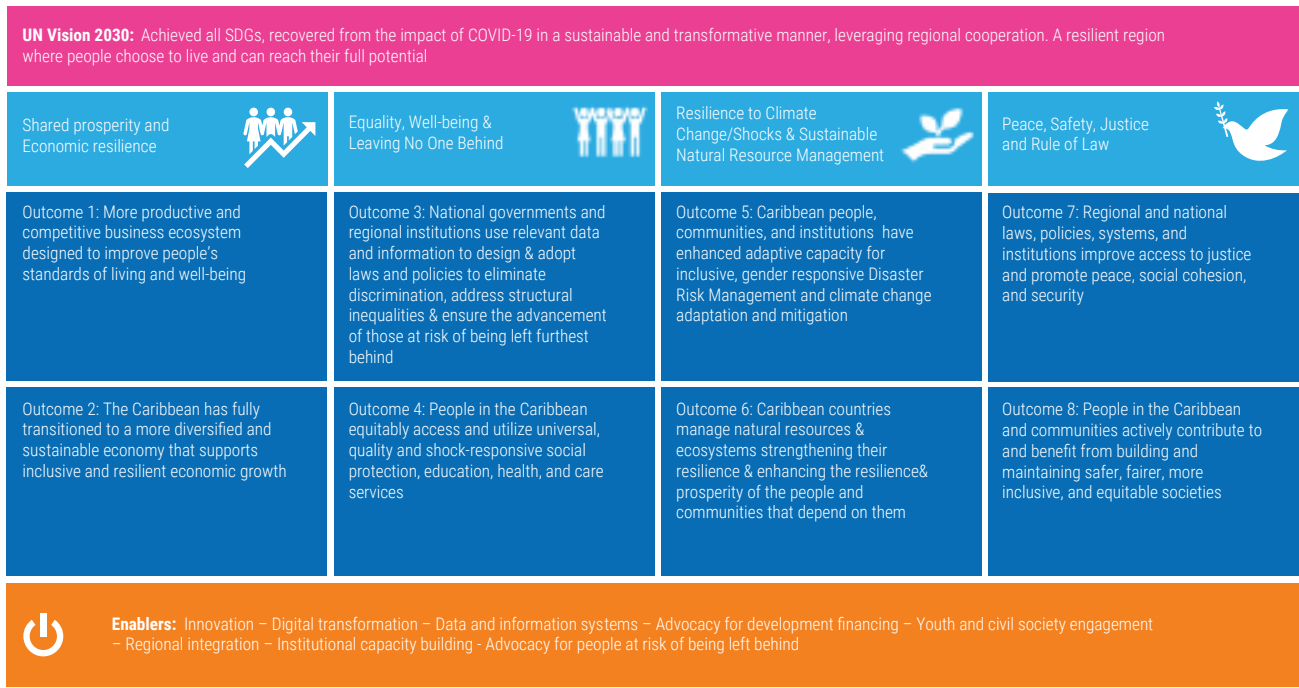 UN Vision 2030: Achieved all SDGs, recovered from the impact of COVID-19 in a sustainable and transformative manner, leveraging regional cooperation. A resilient region
where people choose to live and can reach their full potential
Shared prosperity and
Economic resilience
Equality, Well-being &
Leaving No One Behind
Resilience to Climate
Change/Shocks & Sustainable
Natural Resource Management
Peace, Safety, Justice
and Rule of Law
Outcome 1: More productive and
competitive business ecosystem
designed to improve people's
standards of living and well-being
Outcome 3: National governments and
regional institutions use relevant data
and information to design & adopt
laws and policies to eliminate
discrimination, address structural
inequalities & ensure the advancement
of those at risk of being left furthest
behind
Outcome 5: Caribbean people,
communities, and institutions have
enhanced adaptive capacity for
inclusive, gender responsive Disaster
Risk Management and climate change
adaptation and mitigation
Outcome 7: Regional and national
laws, policies, systems, and
institutions improve access to justice
and promote peace, social cohesion,
and security
Outcome 2: The Caribbean has fully
transitioned to a more diversified and
sustainable economy that supports
inclusive and resilient economic growth
Outcome 4: People in the Caribbean
equitably access and utilize universal,
quality and shock-responsive social
protection, education, health, and care
services
Outcome 6: Caribbean countries
manage natural resources &
ecosystems strengthening their
resilience & enhancing the resilience&
prosperity of the people and
communities that depend on them
Outcome 8: People in the Caribbean
and communities actively contribute to
and benefit from building and
maintaining safer, fairer, more
inclusive, and equitable societies
Enablers: Innovation – Digital transformation – Data and information systems – Advocacy for development financing – Youth and civil society engagement
– Regional integration – Institutional capacity building - Advocacy for people at risk of being left behind